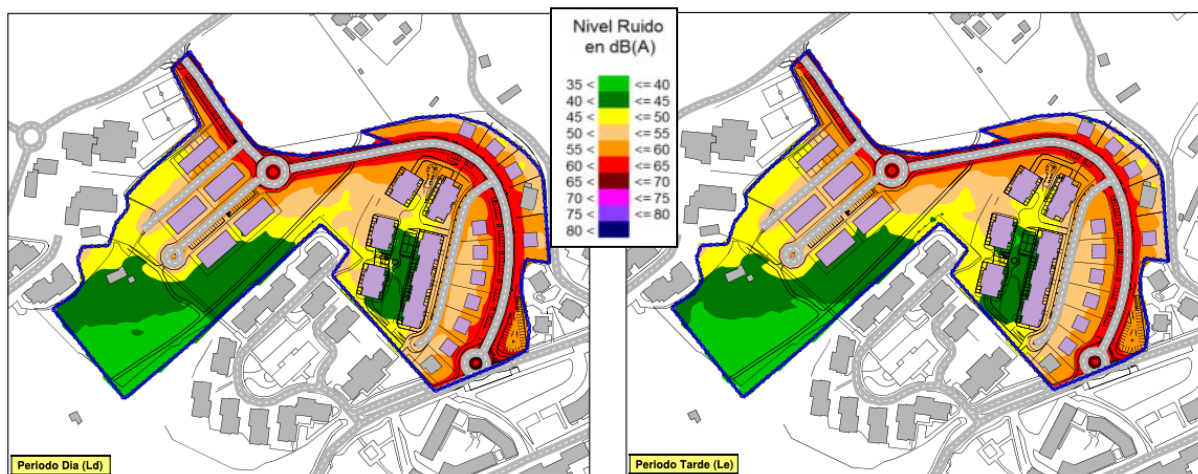 Nivel Ruido
en dB(A)
35 < <= 40
40 < <= 45
45 < <= 50
50 < <= 55
55 < <= 60
60 < <= 65
65 < <= 70
70 < <= 75
75 < <= 80
80 <
Periodo Dia (Ld)
Periodo Tarde (Le)